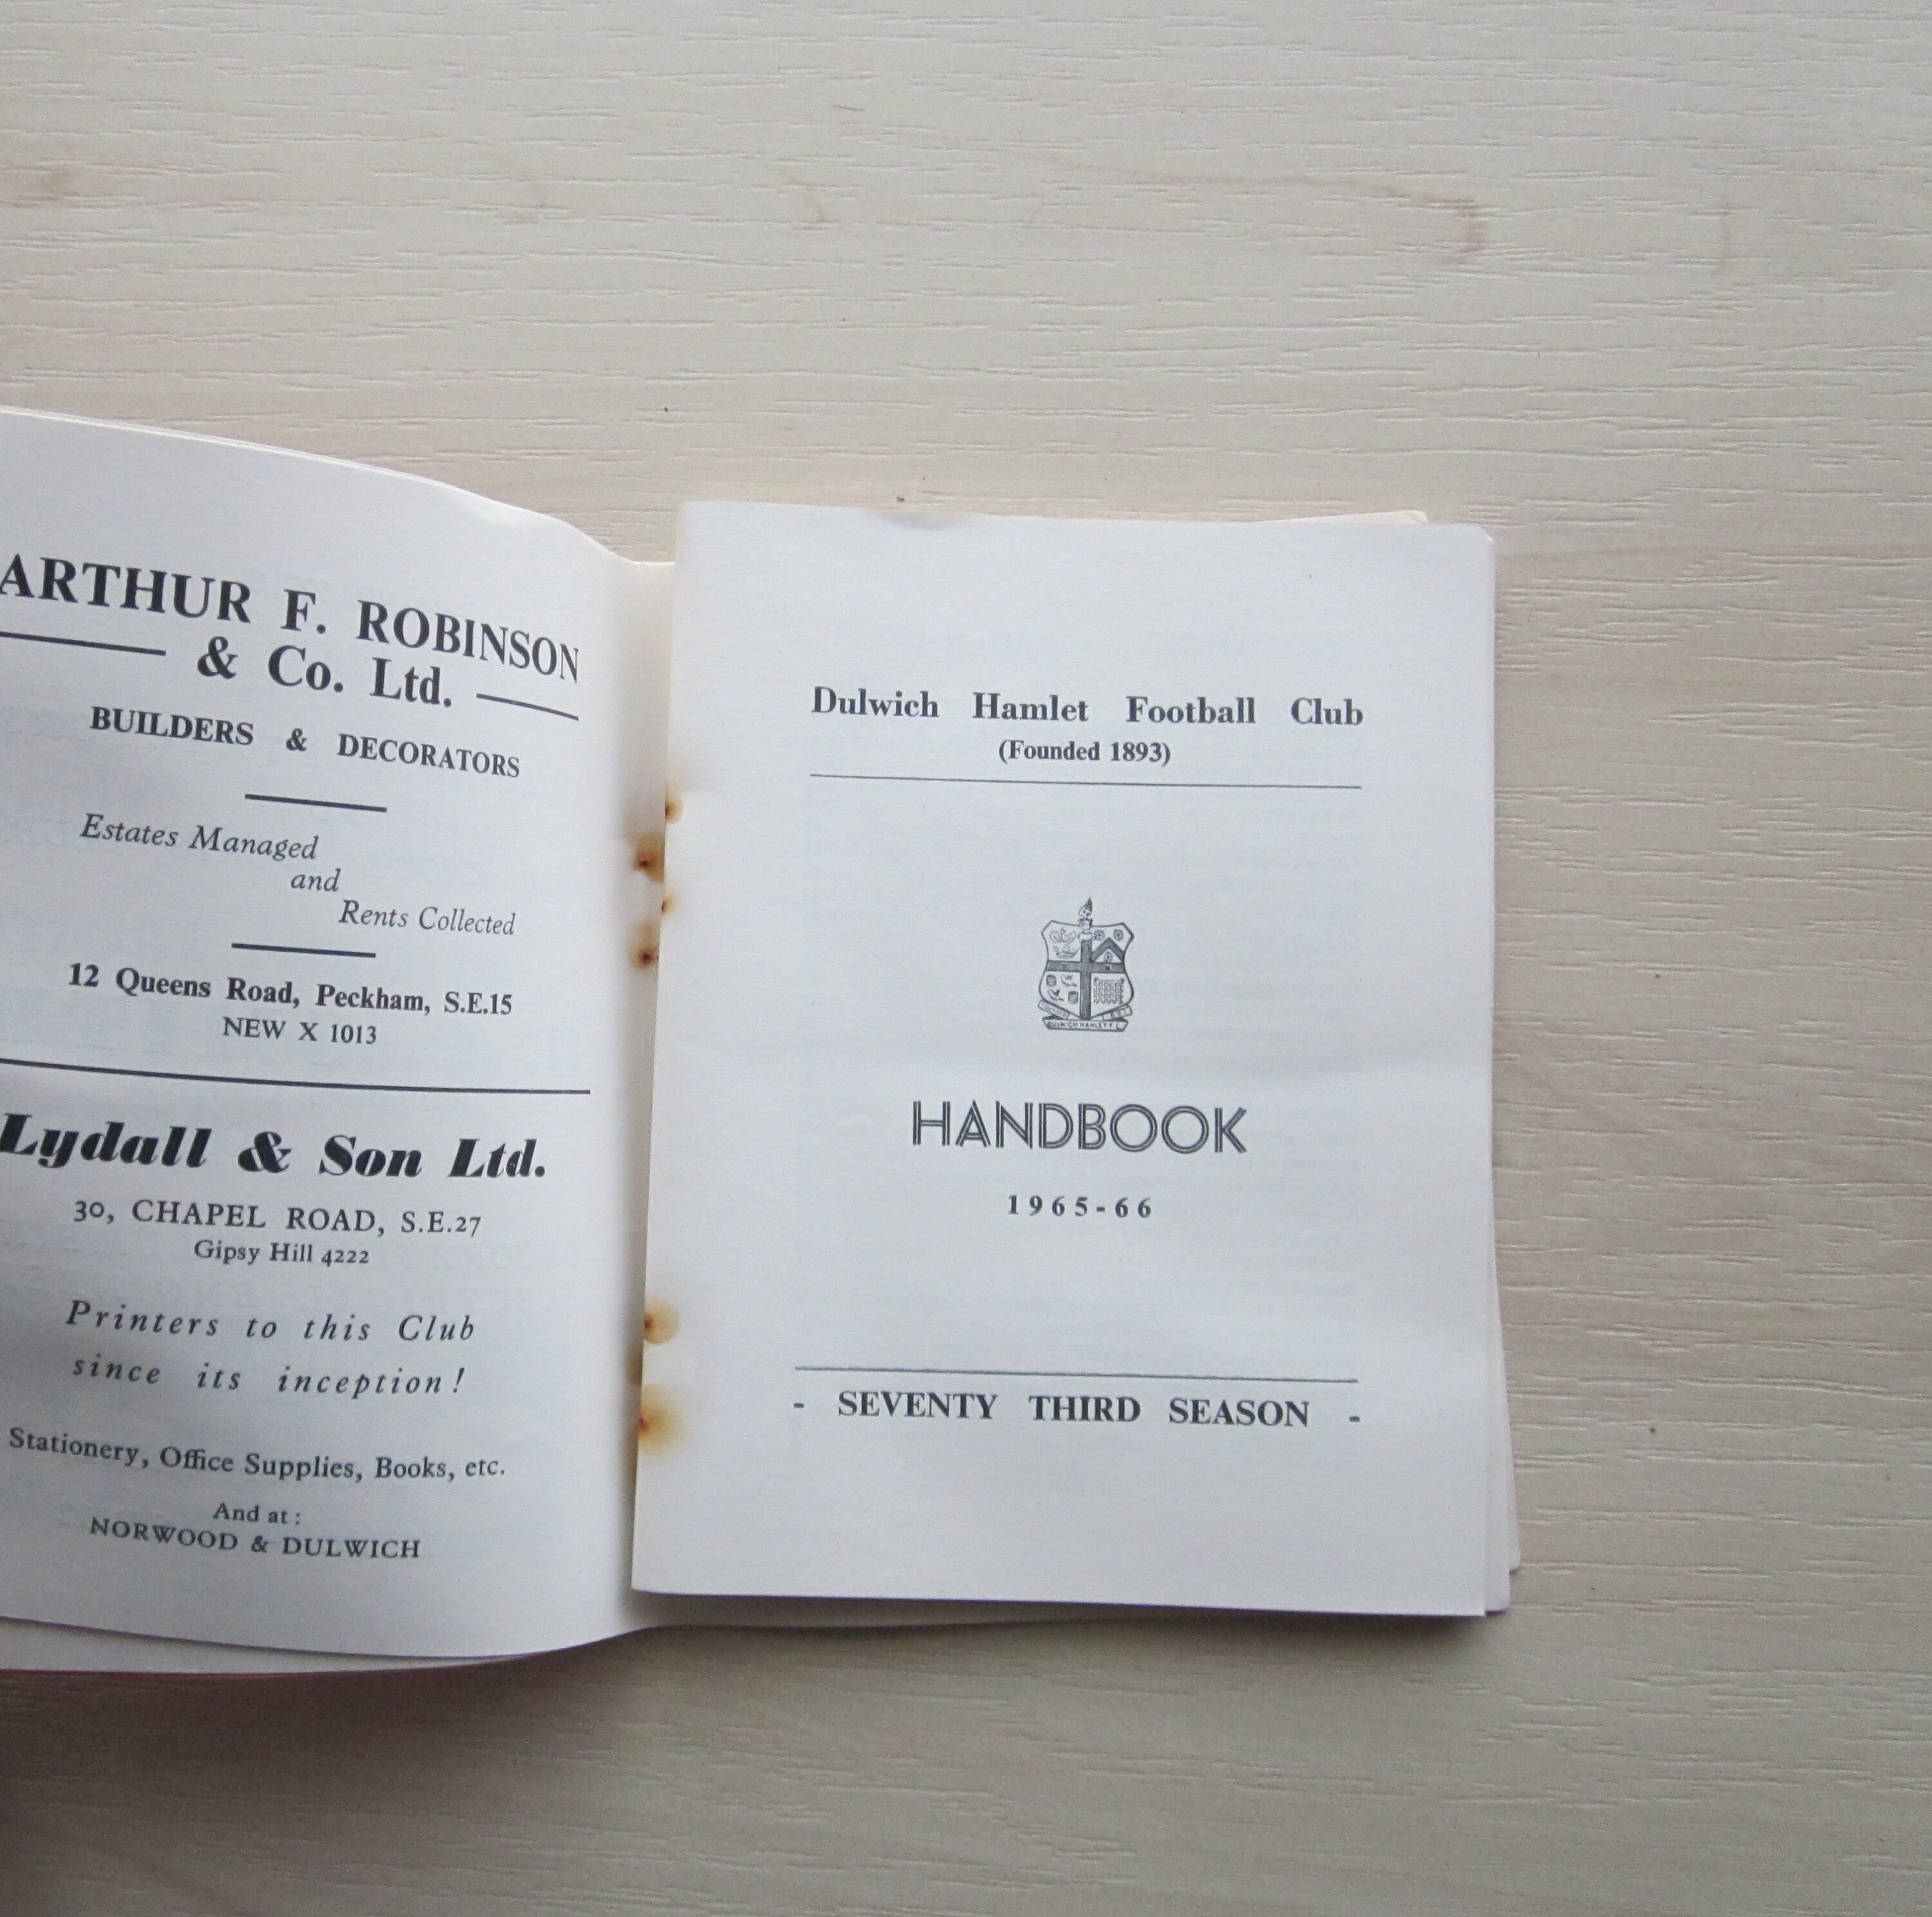 ARTHUR F. ROBINSON
& Co. Ltd.
BUILDERS & DECORATORS
Estates Managed
and
Rents Collected
12 Queens Road, Peckham, S.E.15
NEW X 1013
Lydall & Son Ltd.
30, CHAPEL ROAD, S.E.27
Gipsy Hill 4222
Printers to this Club
since its inception!
Stationery, Office Supplies, Books, etc.
And at :
NORWOOD & DULWICH
Dulwich Hamlet Football Club
(Founded 1893)
DULWICH HAMLET F.C.
HANDBOOK
1965-66
- SEVENTY THIRD SEASON -